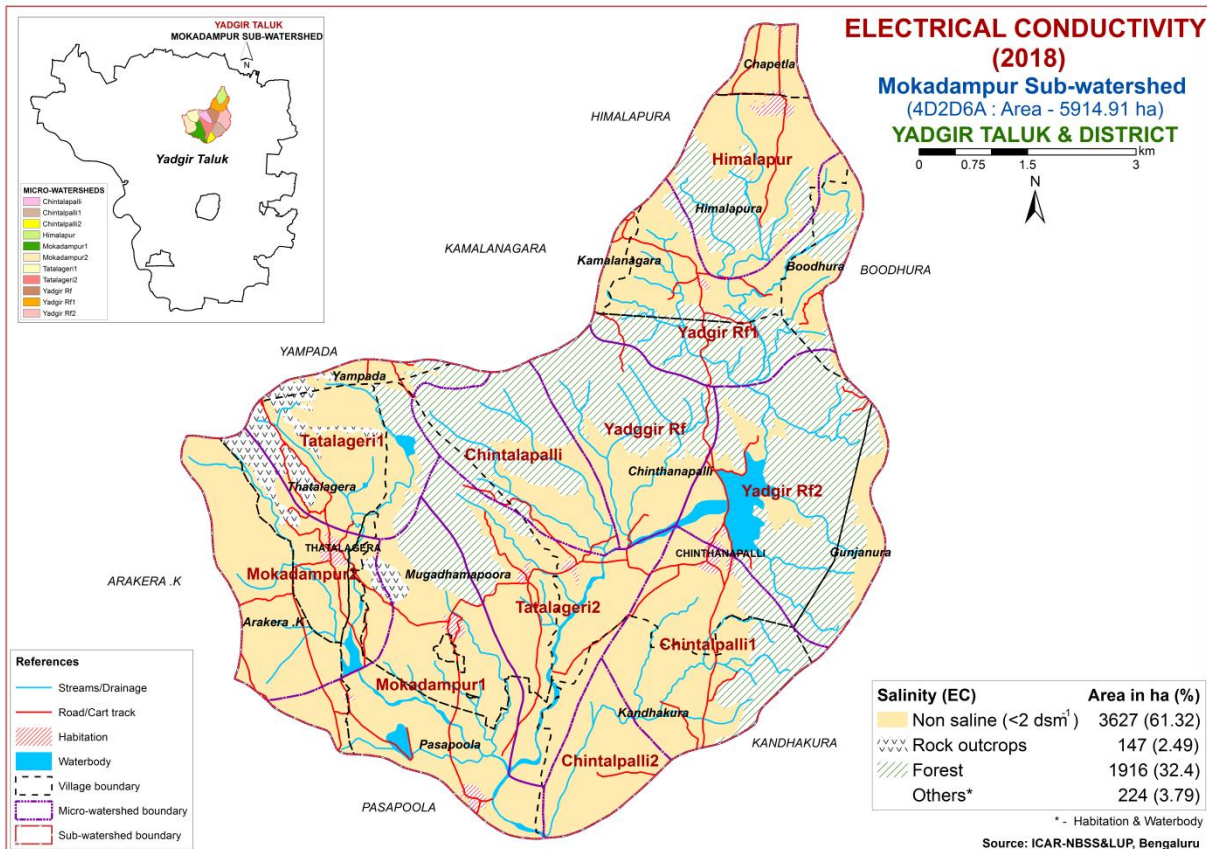 YADGIR TALUK
MOKADAMPUR SUB-WATERSHED
N
Yadgir Taluk
MICRO-WATERSHEDS
Chintalapalli
Chintalpalli1
Chintalpalli2
Himalapur
Mokadampur1
Mokadampur2
Tatalageri1
Tatalageri2
Yadgir Rf
Yadgir Rf1
Yadgir Rf2
ELECTRICAL CONDUCTIVITY
(2018)
Mokadampur Sub-watershed
(4D2D6A : Area - 5914.91 ha)
YADGIR TALUK & DISTRICT
0 0.75 1.5 3 km
N
Chapetla
HIMALAPURA
Himalapur
Himalapura
KAMALANAGARA
Kamalanagara
Boodhura
BOODHURA
Yadgir Rf1
YAMPADA
Yampada
Tatalageri1
Chintalapalli
Yadggir Rf
Chinthanapalli
Yadgir Rf2
Thatalagera
THATALAGERA
CHINTHANAPALLI
Gunjanura
ARAKERA .K
Mokadampur2
Mugadhamapoora
Tatalageri2
Arakera .K
Chintalpalli1
Mokadampur1
Kandhakura
Pasapoola
KANDHAKURA
Chintalpalli2
PASAPOOLA
References
Streams/Drainage
Road/Cart track
Habitation
Waterbody
Village boundary
Micro-watershed boundary
Sub-watershed boundary
Salinity (EC) Area in ha (%)
Non saline (<2 dsm⁻¹) 3627 (61.32)
Rock outcrops 147 (2.49)
Forest 1916 (32.4)
Others* 224 (3.79)
* - Habitation & Waterbody
Source: ICAR-NBSS&LUP, Bengaluru